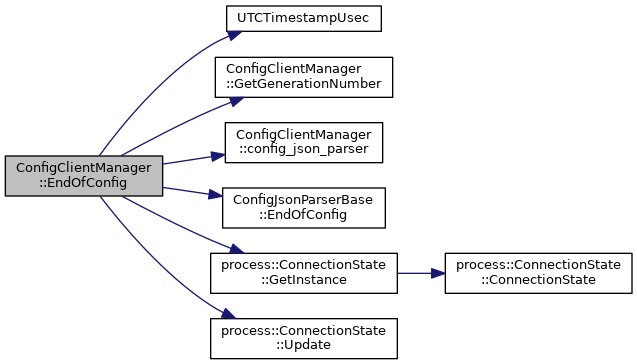 UTCTimestampUsec
ConfigClientManager
::GetGenerationNumber
ConfigClientManager
::config_json_parser
ConfigClientManager
::EndOfConfig
ConfigJsonParserBase
::EndOfConfig
process::ConnectionState
::GetInstance
process::ConnectionState
::ConnectionState
process::ConnectionState
::Update